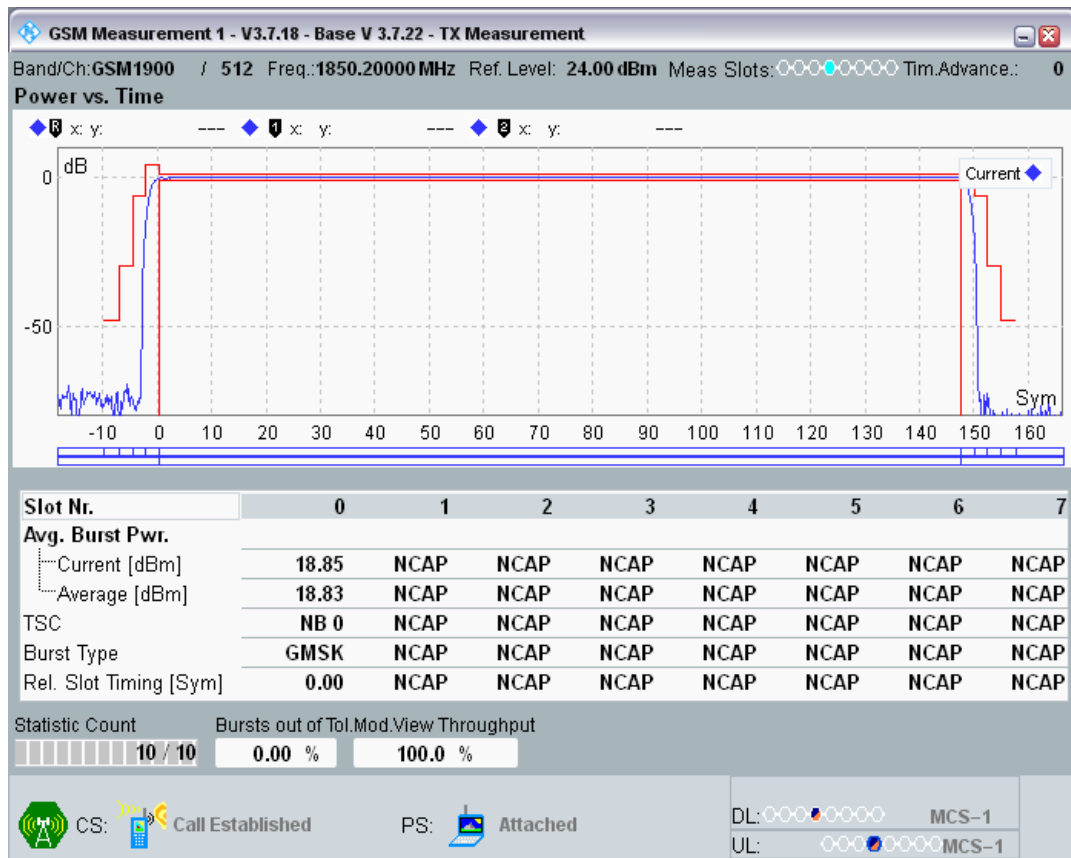 GSM Measurement 1 - V3.7.18 - Base V 3.7.22 - TX Measurement
Band/Ch:GSM1900 / 512 Freq.:1850.20000 MHz Ref. Level: 24.00 dBm Meas Slots: Tim.Advance.: 0
Power vs. Time
R x: y: --- 1 x: y: --- 2 x: y: ---
dB
Current
0
-50
Sym
-10 0 10 20 30 40 50 60 70 80 90 100 110 120 130 140 150 160
Slot Nr. 0 1 2 3 4 5 6 7
Avg. Burst Pwr.
Current [dBm] 18.85 NCAP NCAP NCAP NCAP NCAP NCAP NCAP
Average [dBm] 18.83 NCAP NCAP NCAP NCAP NCAP NCAP NCAP
TSC NB 0 NCAP NCAP NCAP NCAP NCAP NCAP NCAP
Burst Type GMSK NCAP NCAP NCAP NCAP NCAP NCAP NCAP
Rel. Slot Timing [Sym] 0.00 NCAP NCAP NCAP NCAP NCAP NCAP NCAP
Statistic Count Bursts out of Tol.Mod.View Throughput
10 / 10 0.00 % 100.0 %
CS: Call Established PS: Attached
DL: MCS-1
UL: MCS-1